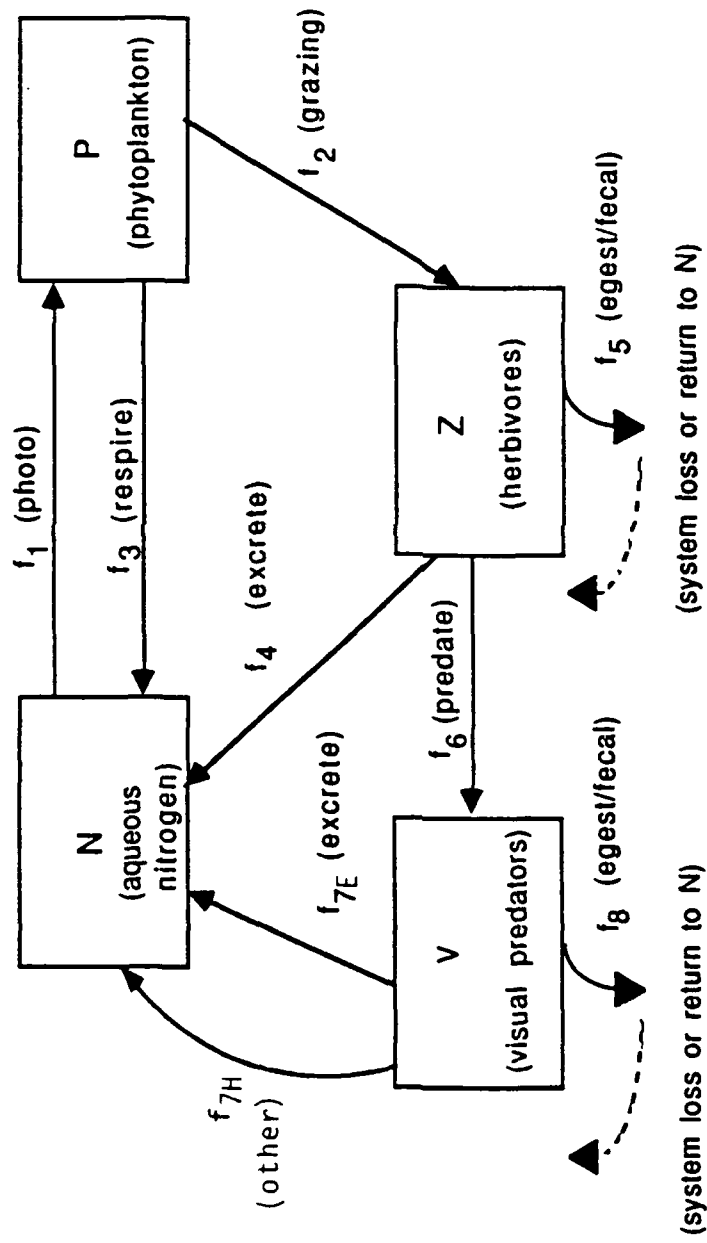 N
(aqueous
nitrogen)
f1 (photo)
f3 (respire)
P
(phytoplankton)
f2 (grazing)
f4 (excrete)
f7E (excrete)
f7H
(other)
V
(visual predators)
f6 (predate)
Z
(herbivores)
f8 (egest/fecal)
f5 (egest/fecal)
(system loss or return to N)
(system loss or return to N)